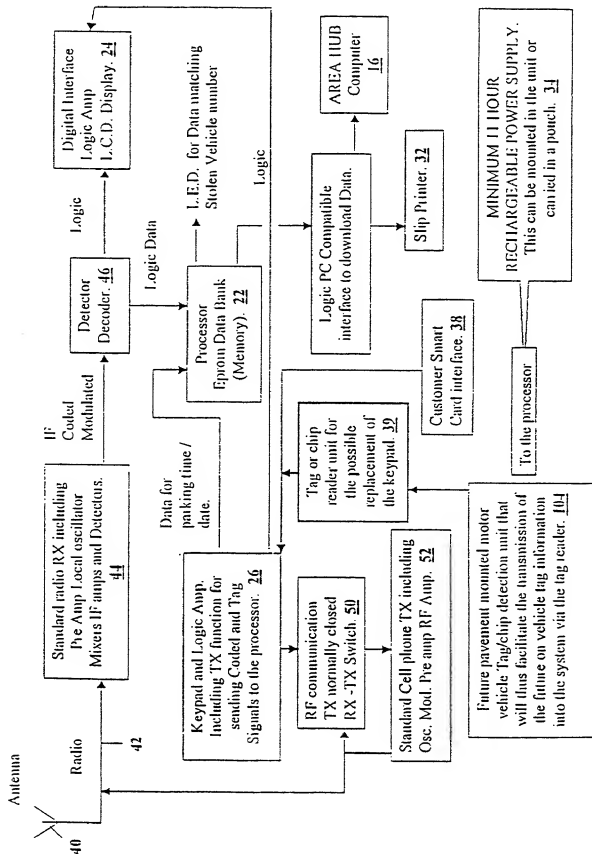 Antenna
40
Radio
42
Standard radio RX including
Pre Amp Local oscillator
Mixers IF amps and Detectors.
44
IF
Coded
Modulated
Detector
Decoder. 46
Logic
Digital Interface
Logic Amp
L.C.D. Display. 24
Logic Data
Data for
parking time /
date.
Processor
Eprom Data Bank
(Memory). 22
L.E.D. for Data matching
Stolen Vehicle number
Logic
Keypad and Logic Amp.
Including TX function for
sending Coded and Tag
Signals to the processor. 26
RF communication
TX normally closed
RX -TX Switch. 50
Standard Cell phone TX including
Osc. Mod. Pre amp RF Amp. 52
Tag or chip
reader unit for
the possible
replacement of
the keypad. 39
Customer Smart
Card interface. 38
Logic PC Compatible
interface to download Data.
AREA HUB
Computer
16
Slip Printer. 32
Future pavement mounted motor
vehicle Tag/chip detection unit that
will thus facilitate the transmission of
the future on vehicle tag information
into the system via the tag reader. 104
To the processor
MINIMUM 11 HOUR
RECHARGEABLE POWER SUPPLY.
This can be mounted in the unit or
carried in a pouch. 34